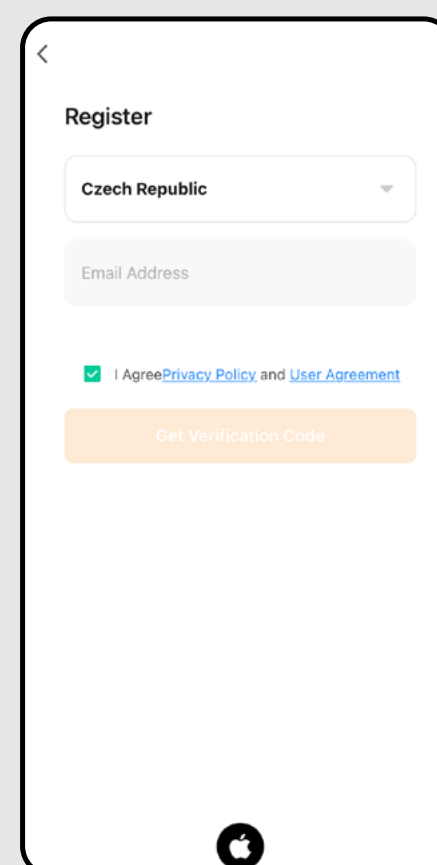 Register
Czech Republic
Email Address
I AgreePrivacy Policy and User Agreement
Get Verification Code